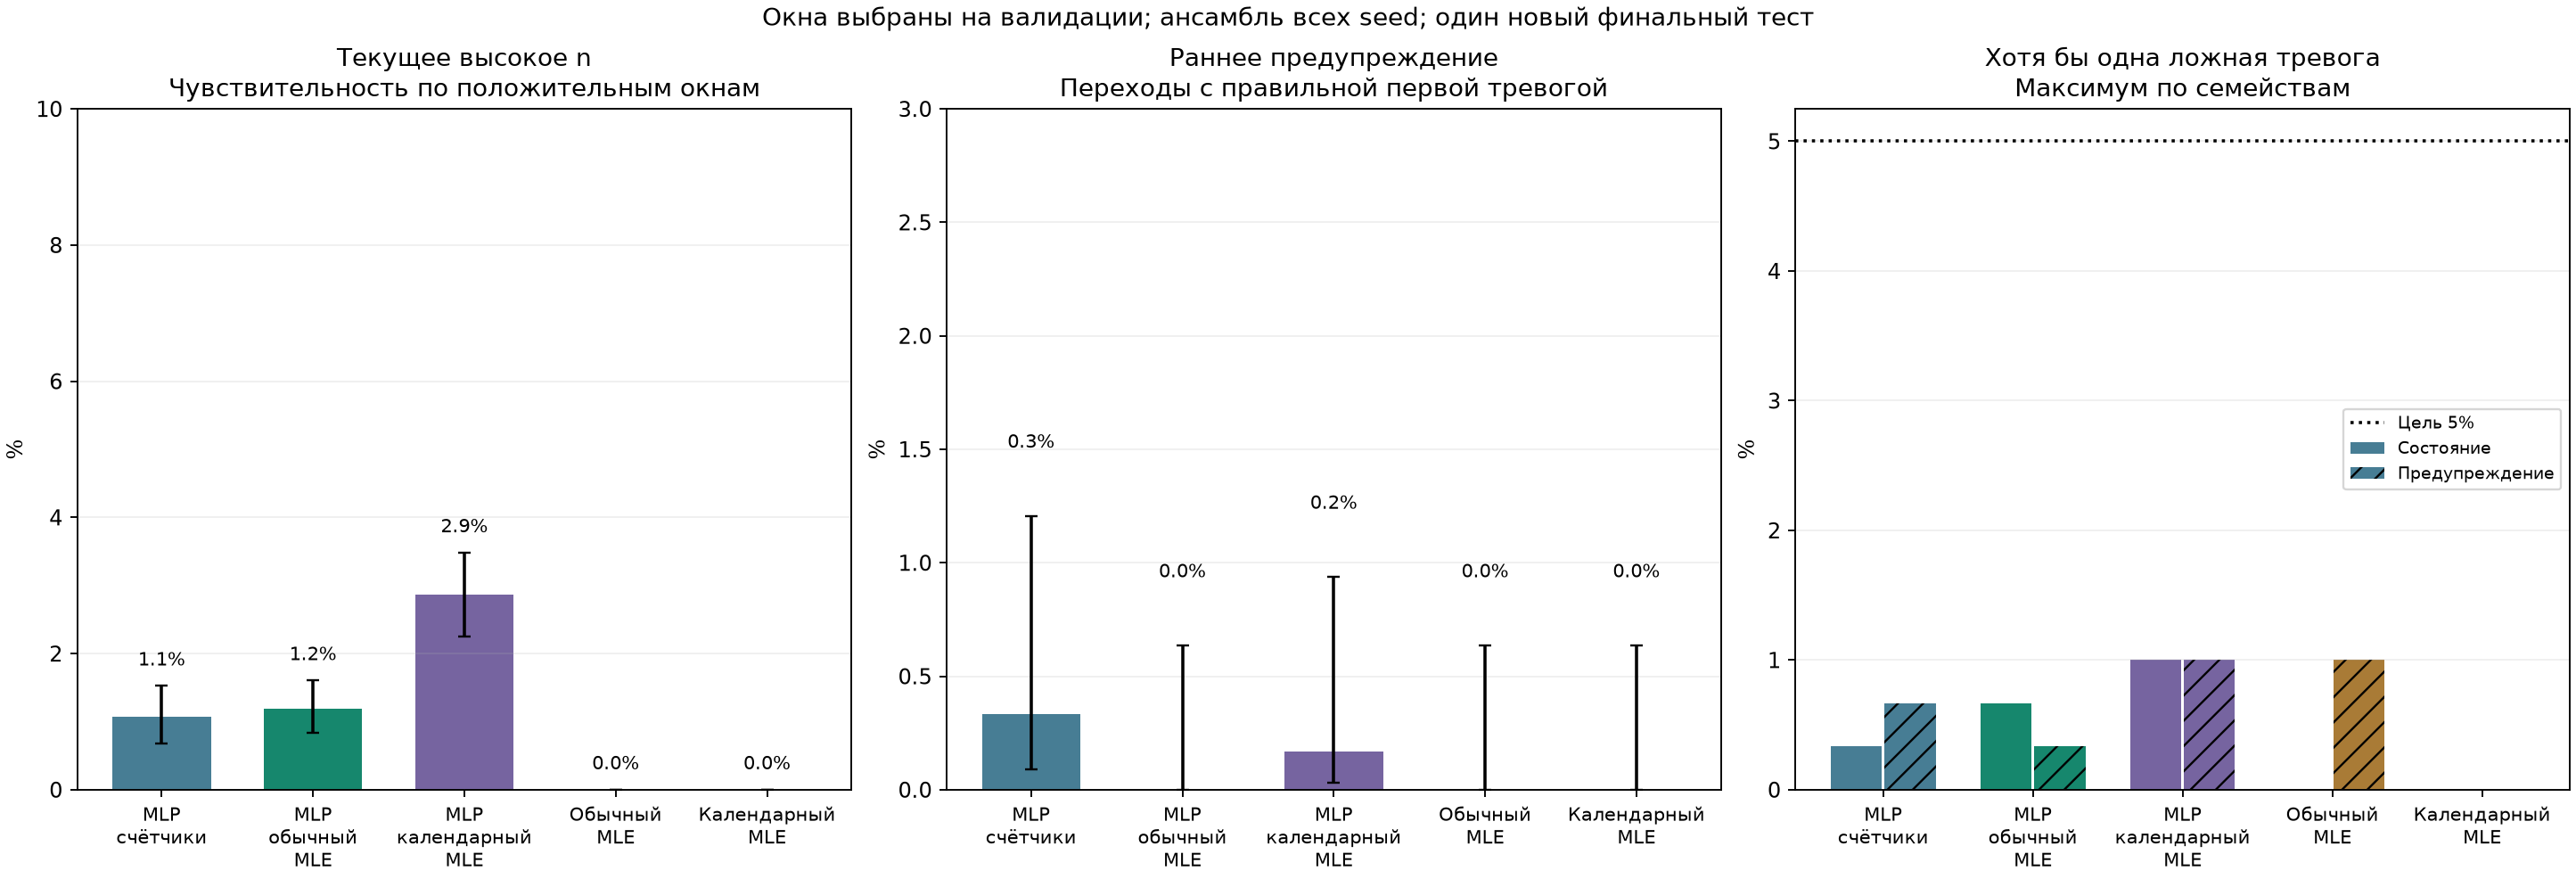 Окна выбраны на валидации; ансамбль всех seed; один новый финальный тест
Текущее высокое n
Чувствительность по положительным окнам
10
8
6
4
2
0
%
1.1%
1.2%
2.9%
0.0%
0.0%
MLP
счётчики
MLP
обычный
MLE
MLP
календарный
MLE
Обычный
MLE
Календарный
MLE
Раннее предупреждение
Переходы с правильной первой тревогой
3.0
2.5
2.0
1.5
1.0
0.5
0.0
%
0.3%
0.0%
0.2%
0.0%
0.0%
MLP
счётчики
MLP
обычный
MLE
MLP
календарный
MLE
Обычный
MLE
Календарный
MLE
Хотя бы одна ложная тревога
Максимум по семействам
5
4
3
2
1
0
%
Цель 5%
Состояние
Предупреждение
MLP
счётчики
MLP
обычный
MLE
MLP
календарный
MLE
Обычный
MLE
Календарный
MLE